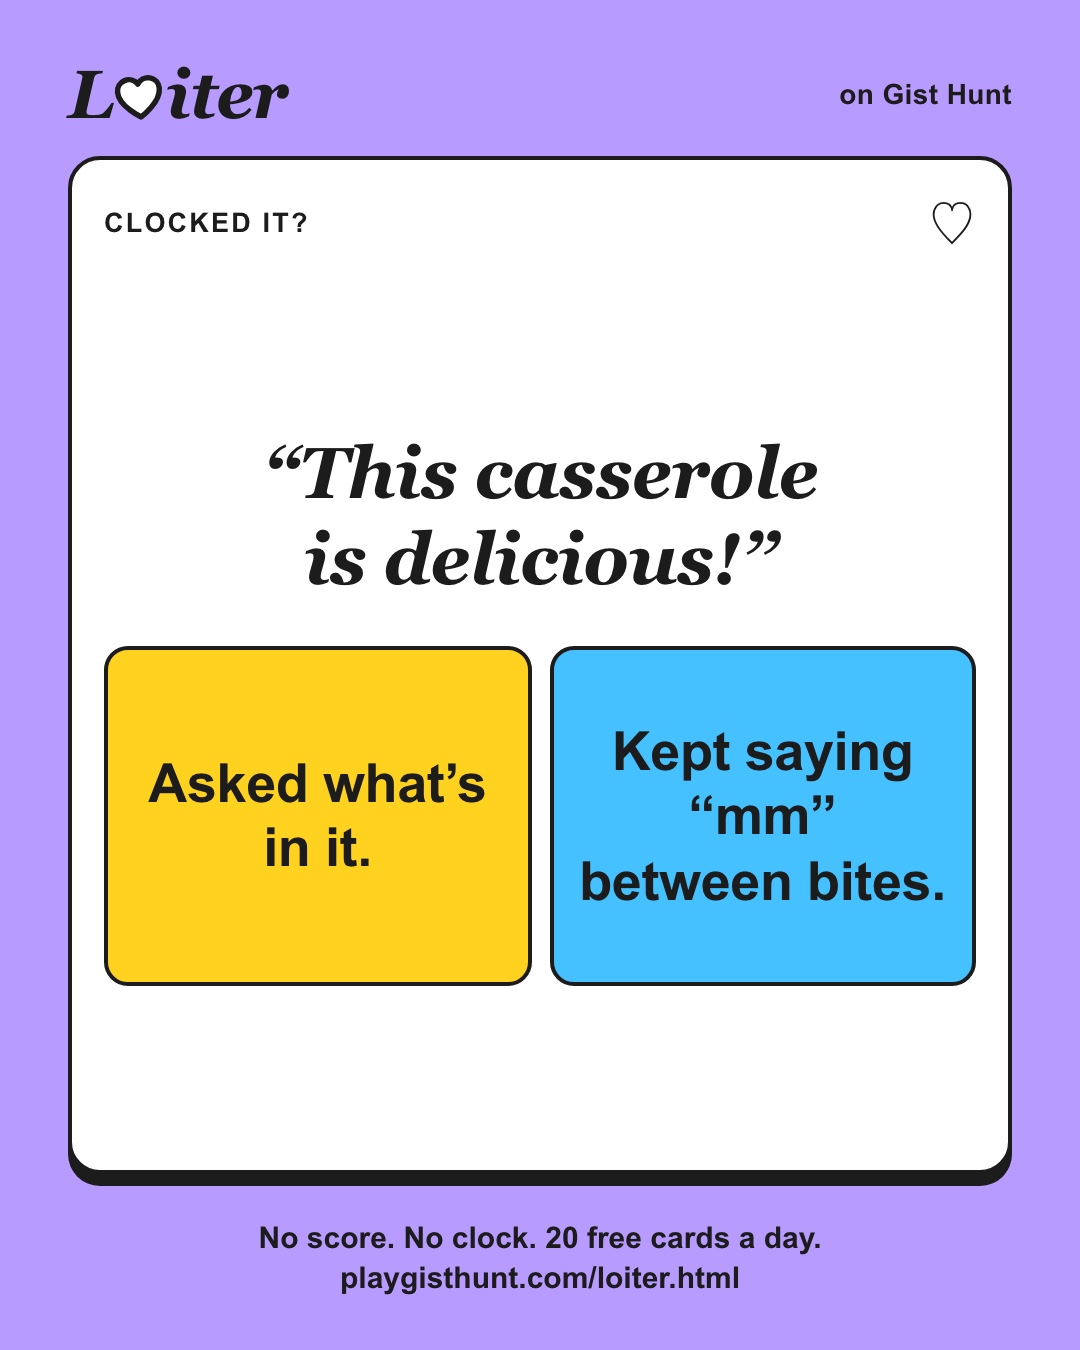 Loiter
on Gist Hunt
CLOCKED IT?
“This casserole
is delicious!”
Asked what’s
in it.
Kept saying
“mm”
between bites.
No score. No clock. 20 free cards a day.
playgisthunt.com/loiter.html